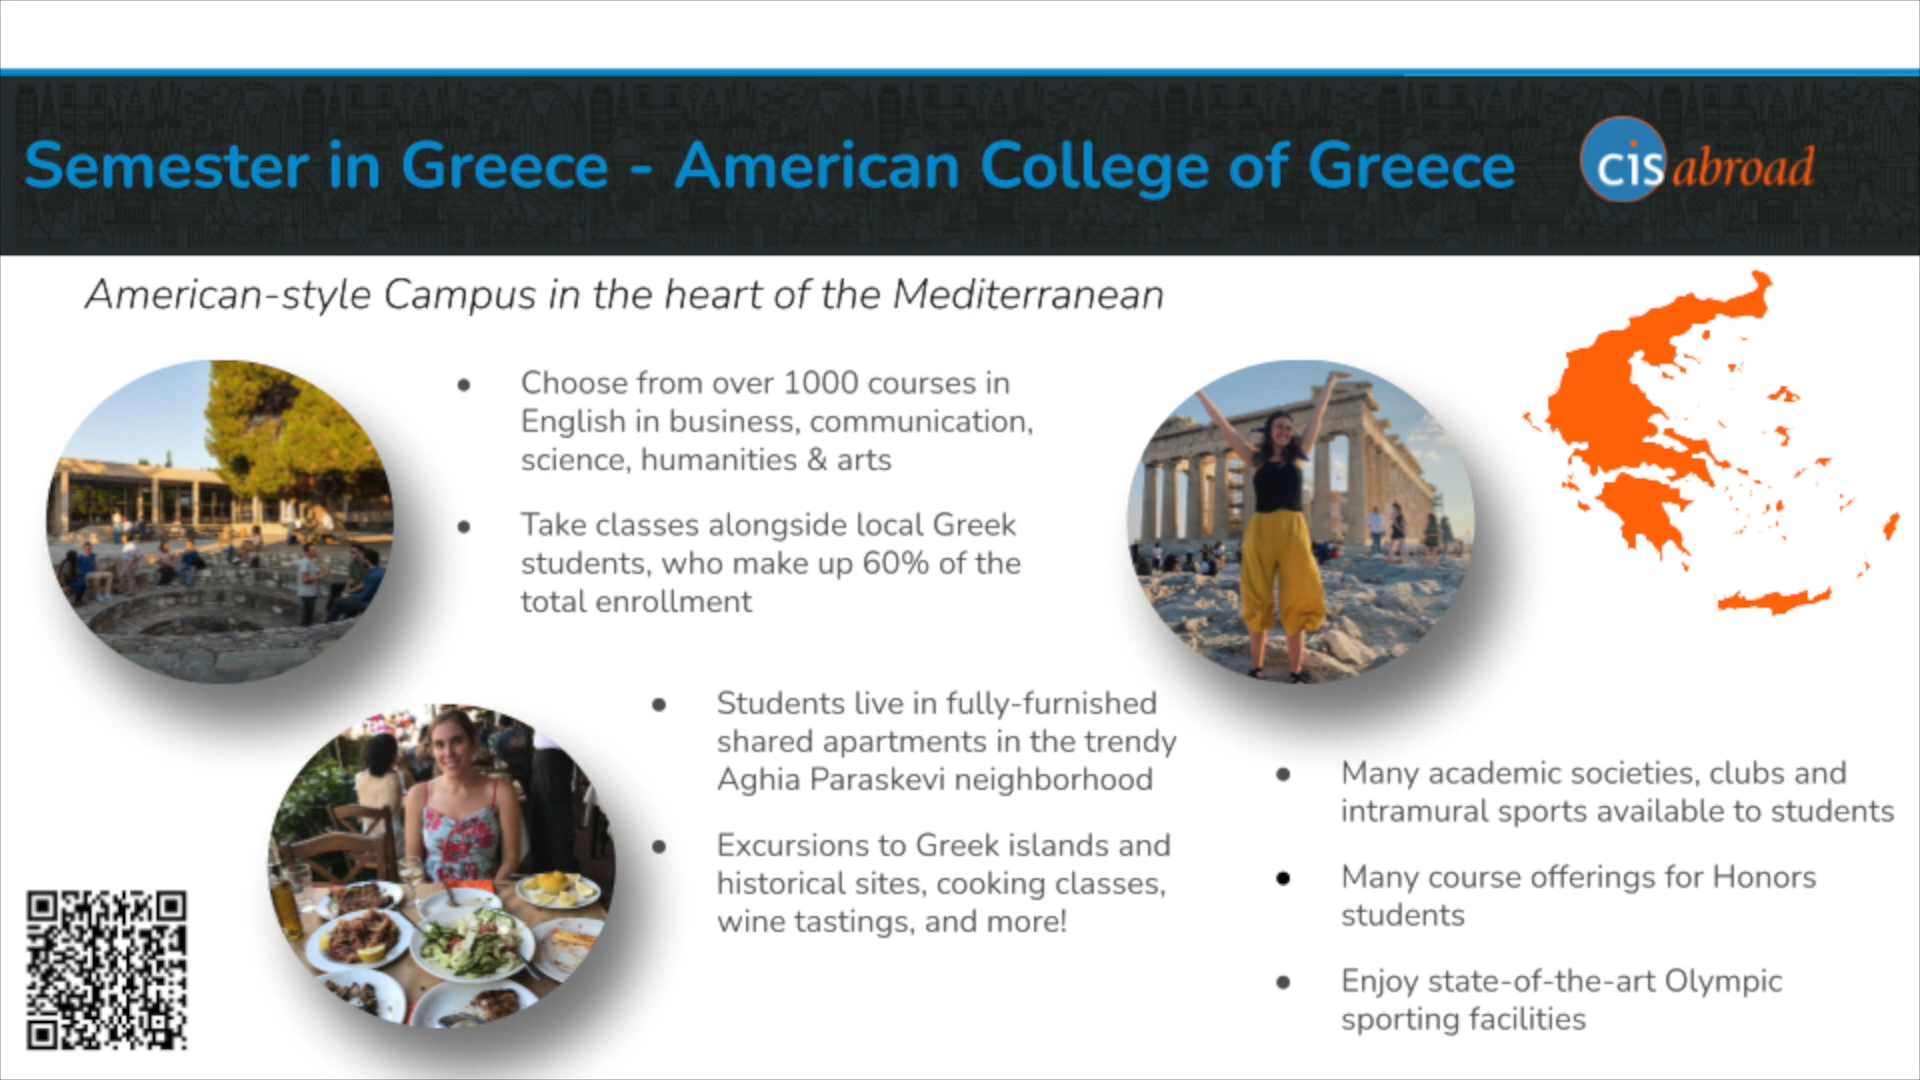 Semester in Greece - American College of Greece
cis abroad
American-style Campus in the heart of the Mediterranean
Choose from over 1000 courses in
English in business, communication,
science, humanities & arts
Take classes alongside local Greek
students, who make up 60% of the
total enrollment
Students live in fully-furnished
shared apartments in the trendy
Aghia Paraskevi neighborhood
Excursions to Greek islands and
historical sites, cooking classes,
wine tastings, and more!
Many academic societies, clubs and
intramural sports available to students
Many course offerings for Honors
students
Enjoy state-of-the-art Olympic
sporting facilities